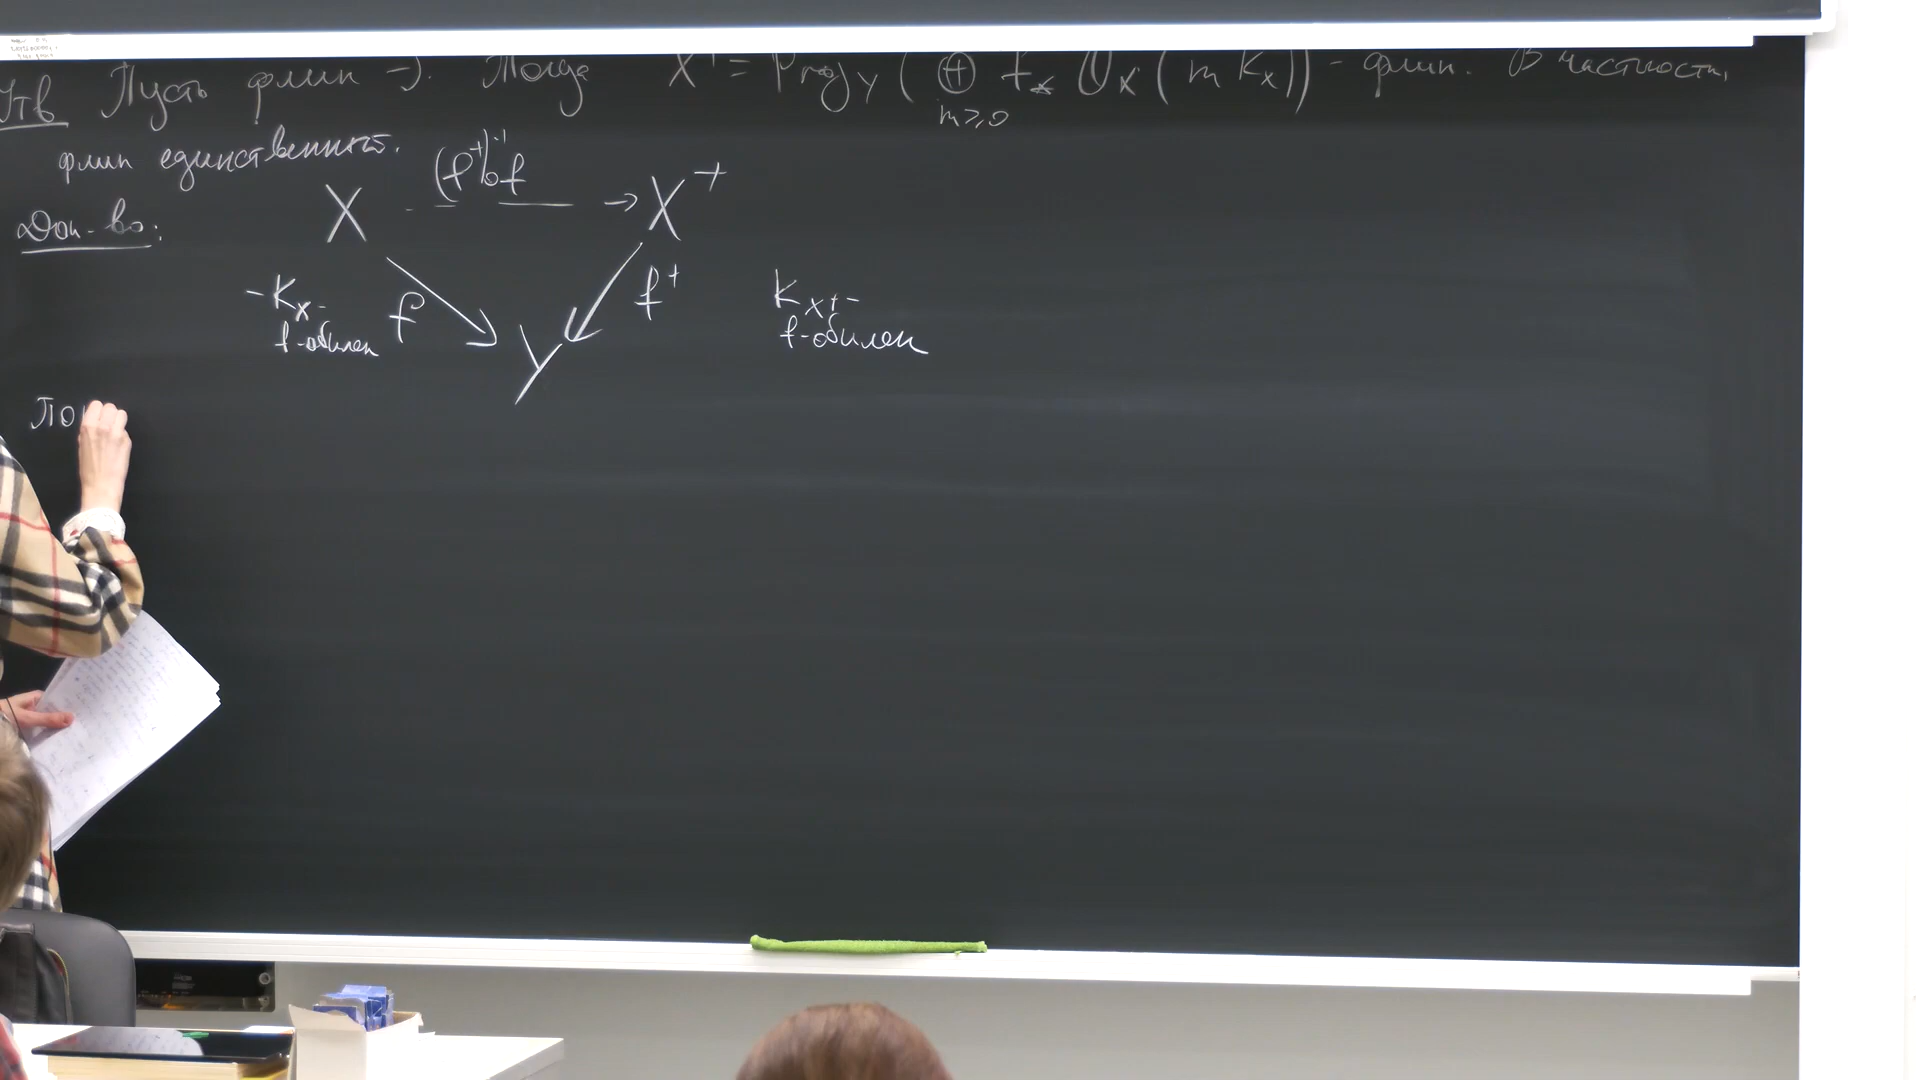 Утв Пусть флип ∃. Тогда X⁺ = Proj_Y (⊕_{m≥0} f_* O_X (m K_X)) - флип. В частности,
флип единственный.
Док-во:
(f⁺)⁻¹∘f
X → X⁺
-K_X - f-обилен
f
f⁺
K_{X⁺} - f-обилен
Y
По